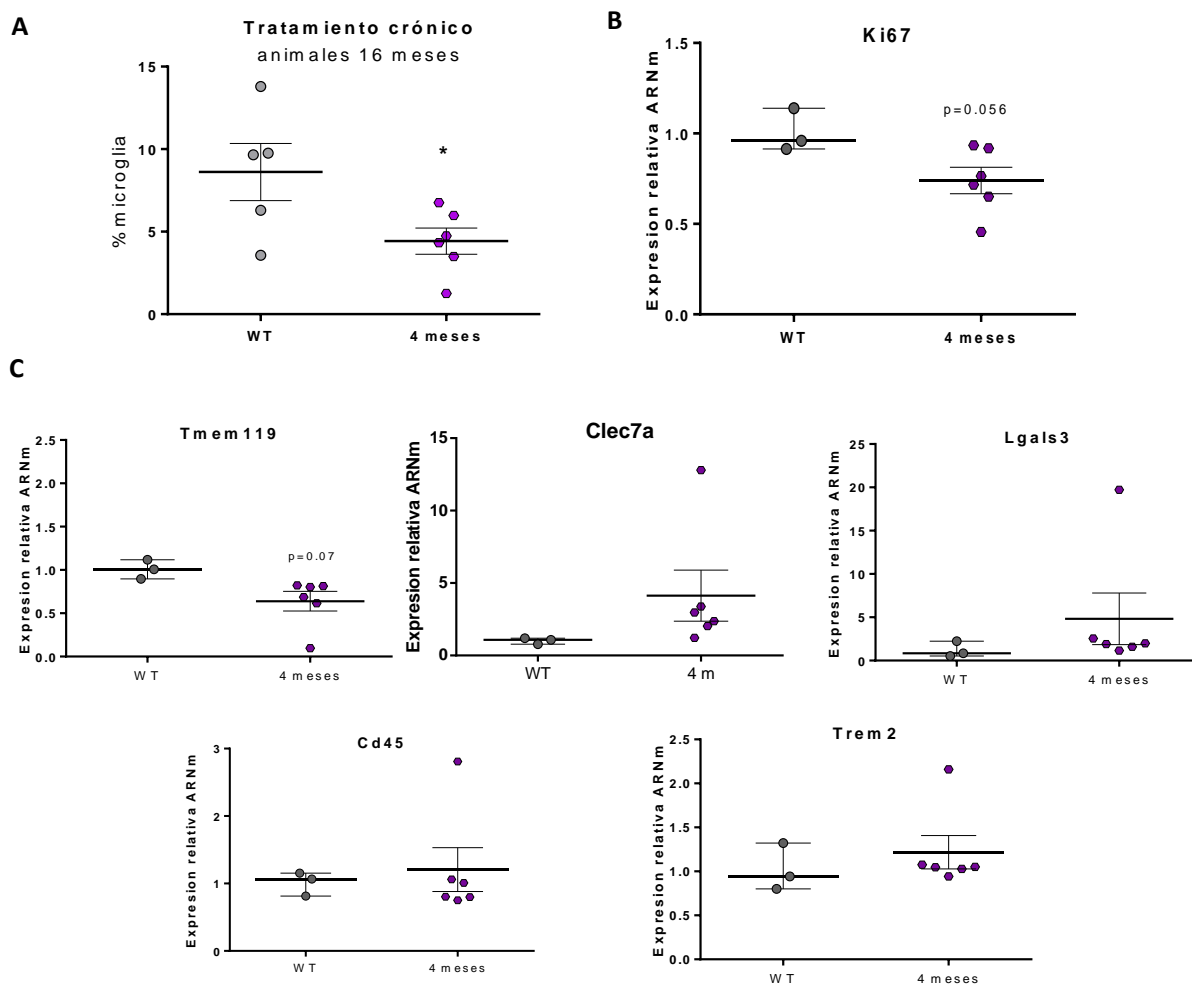 A
Tratamiento crónico
animales 16 meses
% microglia
15
10
5
0
*
WT
4 meses
B
Ki67
Expresion relativa ARNm
1.5
1.0
0.5
0.0
p=0.056
WT
4 meses
C
Tmem119
Expresion relativa ARNm
2.5
2.0
1.5
1.0
0.5
0.0
p=0.07
WT
4 meses
Clec7a
Expresion relativa ARNm
15
10
5
0
WT
4 m
Lgals3
Expresion relativa ARNm
25
20
15
10
5
0
WT
4 meses
Cd45
Expresion relativa ARNm
3
2
1
0
WT
4 meses
Trem2
Expresion relativa ARNm
2.5
2.0
1.5
1.0
0.5
0.0
WT
4 meses